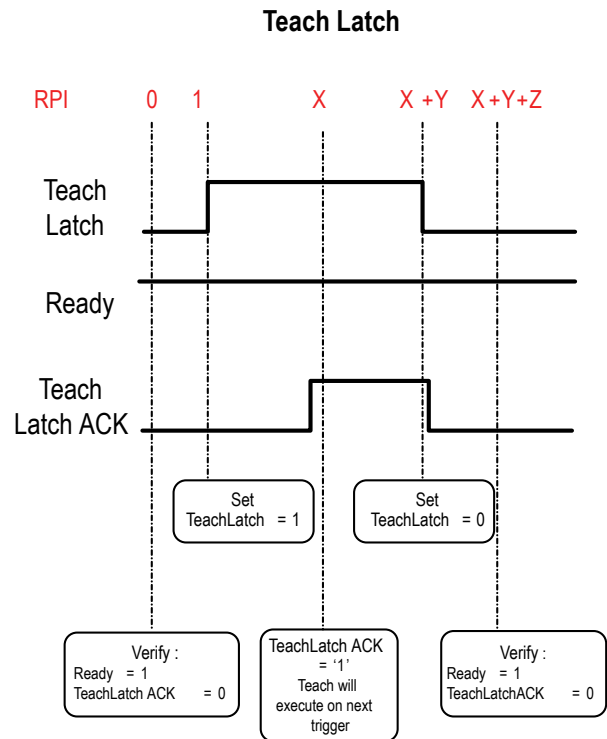 Teach Latch
RPI 0 1 X X +Y X+Y+Z
Teach
Latch
Ready
Teach
Latch ACK
Set
TeachLatch = 1
Set
TeachLatch = 0
Verify :
Ready = 1
TeachLatch ACK = 0
TeachLatch ACK
= ‘1’
Teach will
execute on next
trigger
Verify :
Ready = 1
TeachLatchACK = 0